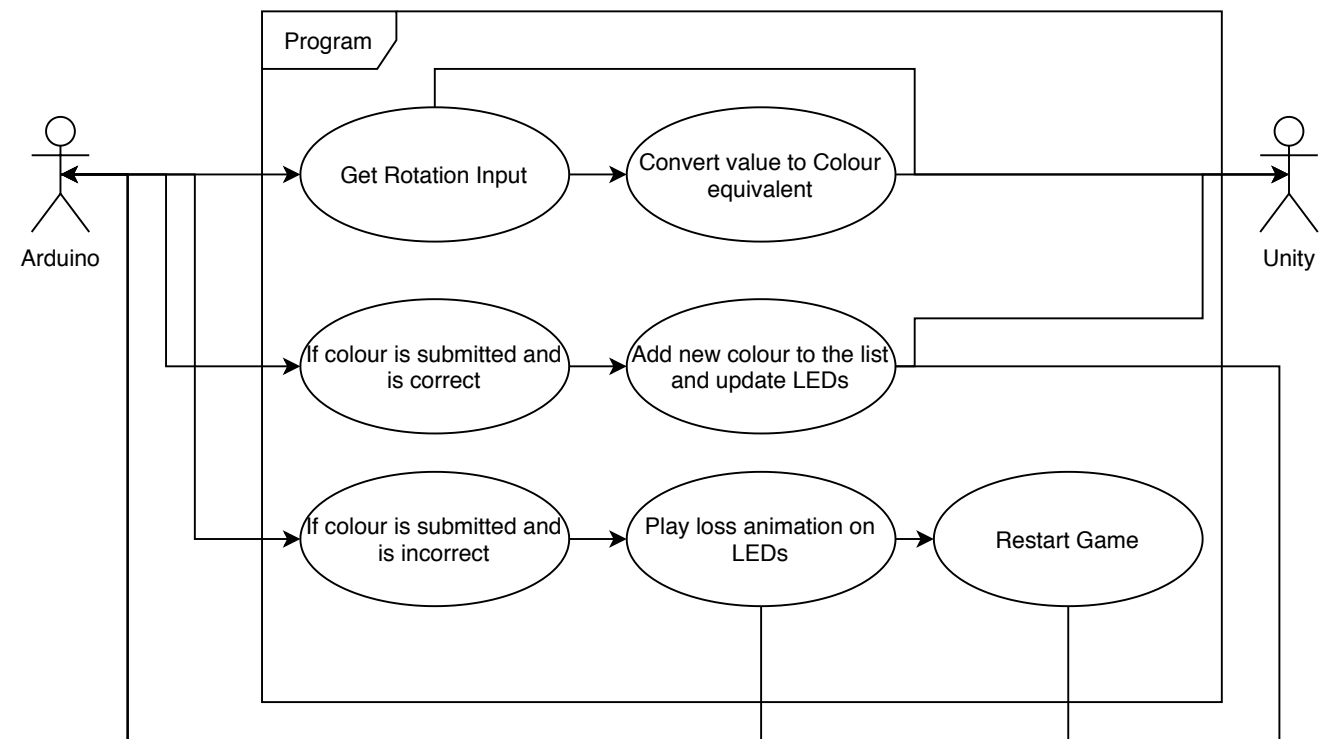 Program
Get Rotation Input
Convert value to Colour
equivalent
Arduino
Unity
If colour is submitted and
is correct
Add new colour to the list
and update LEDs
If colour is submitted and
is incorrect
Play loss animation on
LEDs
Restart Game